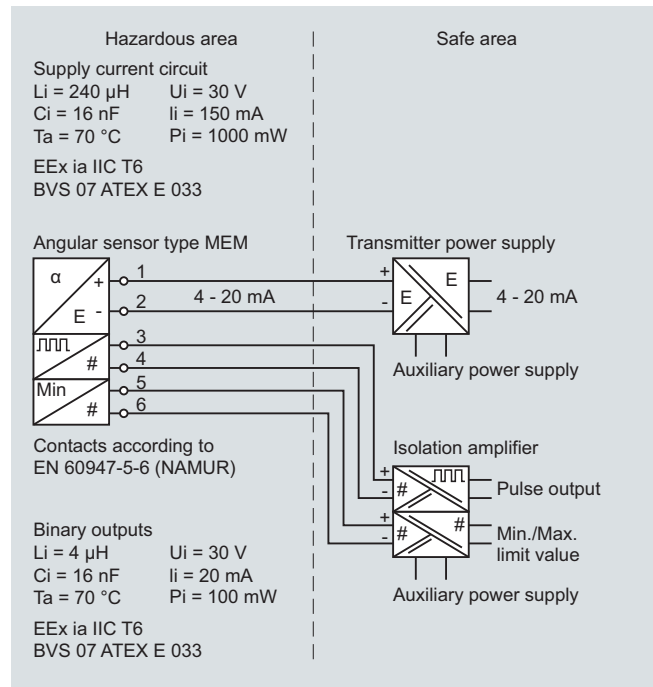 Hazardous area
Safe area
Supply current circuit
Li = 240 µH Ui = 30 V
Ci = 16 nF Ii = 150 mA
Ta = 70 °C Pi = 1000 mW
EEx ia IIC T6
BVS 07 ATEX E 033
Angular sensor type MEM
Transmitter power supply
α + 1 + E
E - 2 4 - 20 mA - E 4 - 20 mA
3
# 4
Auxiliary power supply
Min 5
# 6
Contacts according to
EN 60947-5-6 (NAMUR)
Isolation amplifier
+
- # Pulse output
+ #
- # Min./Max.
limit value
Auxiliary power supply
Binary outputs
Li = 4 µH Ui = 30 V
Ci = 16 nF Ii = 20 mA
Ta = 70 °C Pi = 100 mW
EEx ia IIC T6
BVS 07 ATEX E 033